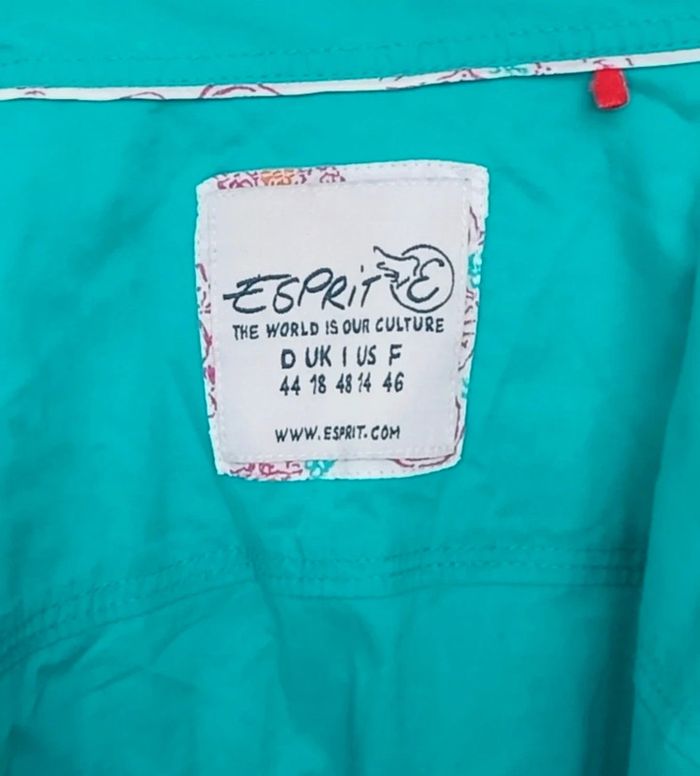 ESPRIT E
THE WORLD IS OUR CULTURE
D UK I US F
44 18 48 14 46
WWW.ESPRIT.COM